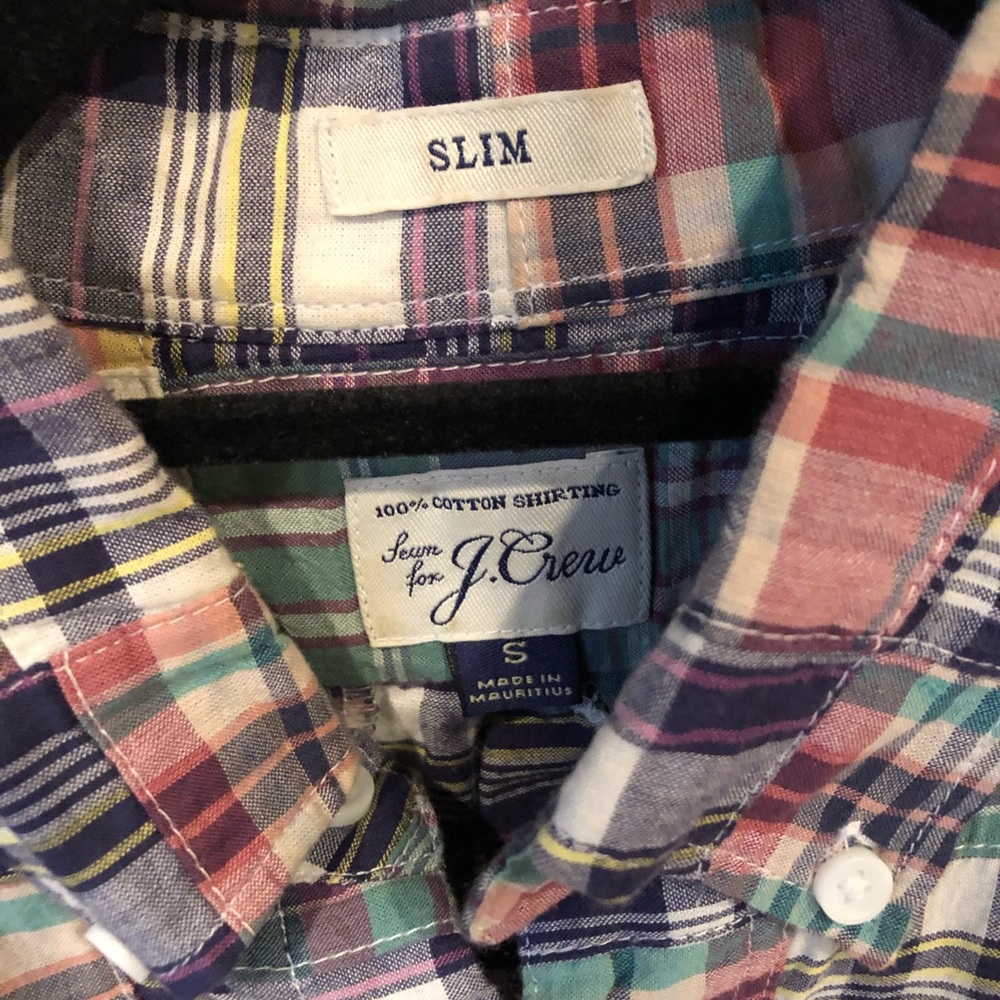 SLIM
100% COTTON SHIRTING
Sewn
for J.Crew
S
MADE IN
MAURITIUS